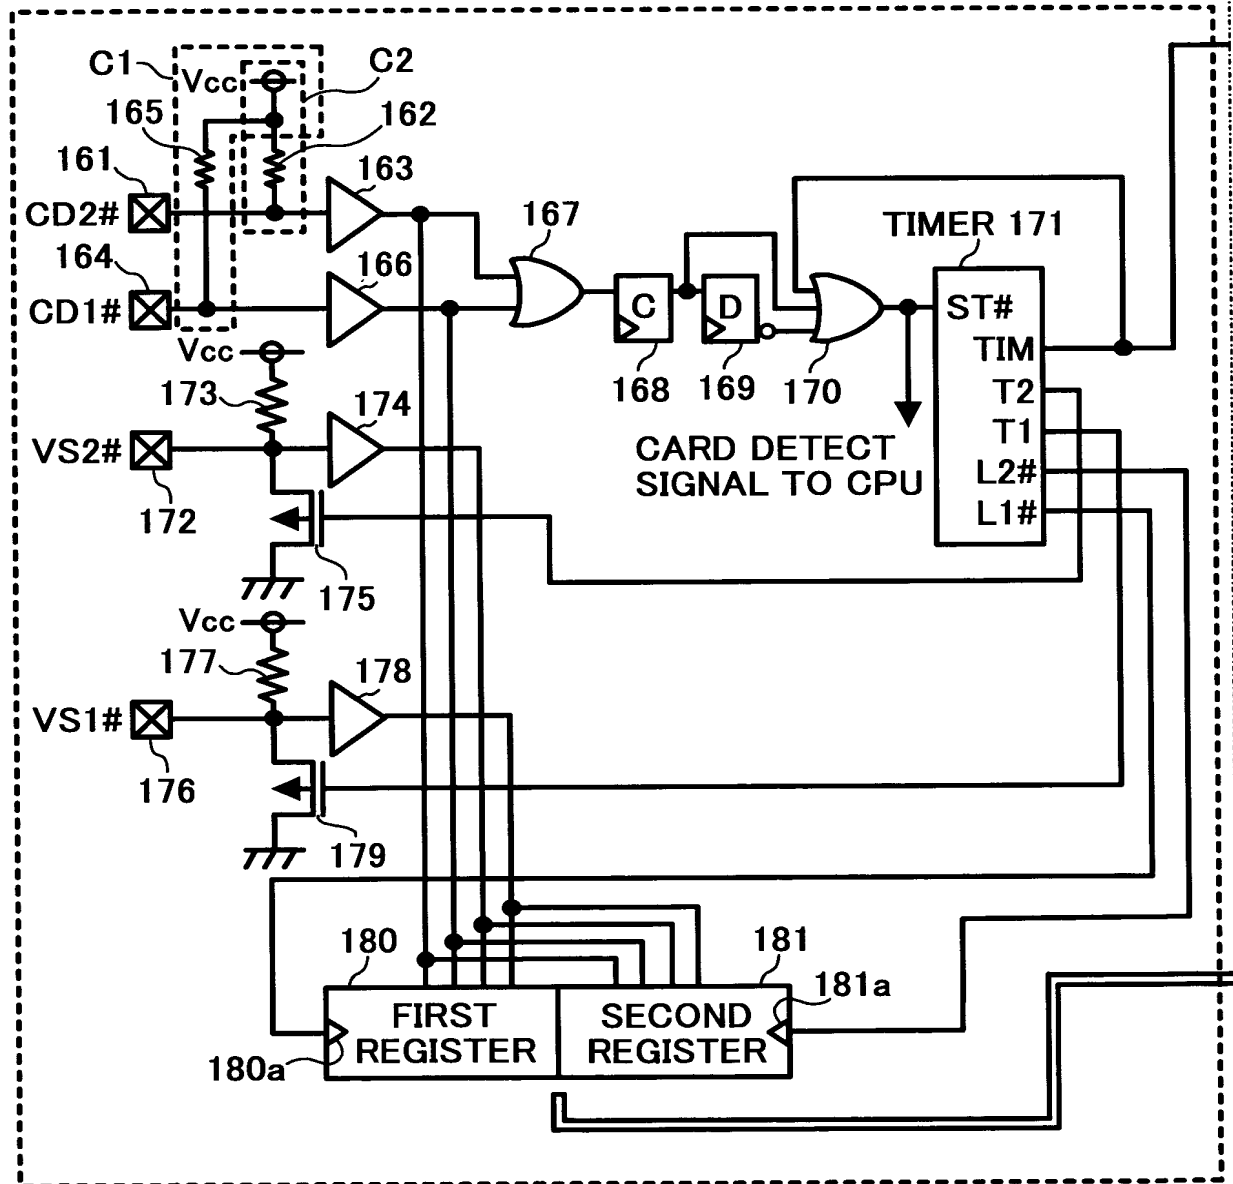 C1
Vcc
C2
165
162
161
163
CD2#
167
TIMER 171
164
166
CD1#
C
D
ST#
TIM
Vcc
168
169
170
T2
173
174
T1
VS2#
CARD DETECT
SIGNAL TO CPU
L2#
L1#
172
175
Vcc
177
178
VS1#
176
179
180
181
181a
FIRST
REGISTER
SECOND
REGISTER
180a